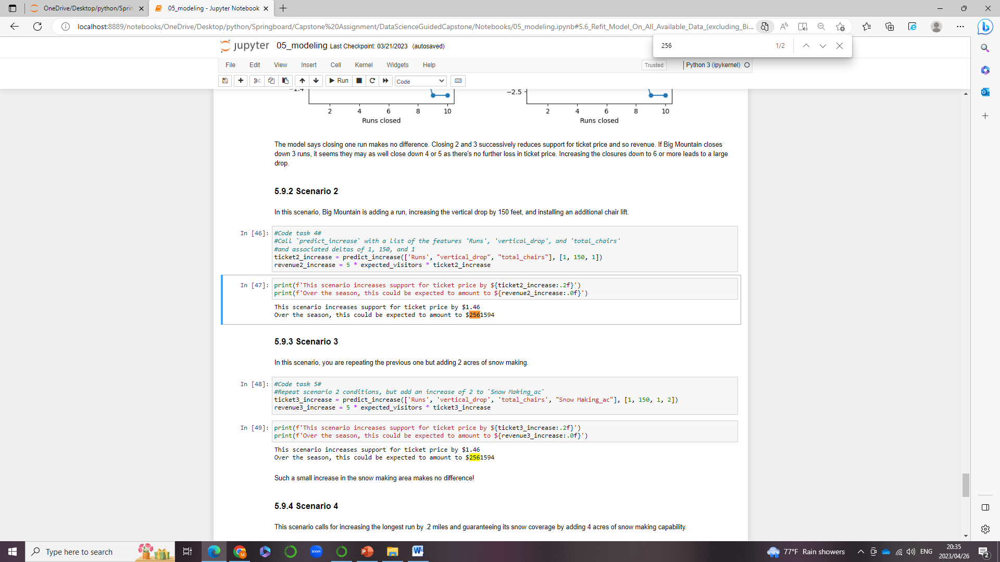 OneDrive/Desktop/python/Sprin
05_modeling - Jupyter Notebook
localhost:8889/notebooks/OneDrive/Desktop/python/Springboard/Capstone%20Assignment/DataScienceGuidedCapstone/Notebooks/05_modeling.ipynb#5.6_Refit_Model_On_All_Available_Data_(excluding_Bi...
256 1/2
jupyter 05_modeling Last Checkpoint: 03/21/2023 (autosaved)
File Edit View Insert Cell Kernel Widgets Help Trusted Python 3 (ipykernel)
Run Code
−1.4 −2.5
2 4 6 8 10 2 4 6 8 10
Runs closed Runs closed
The model says closing one run makes no difference. Closing 2 and 3 successively reduces support for ticket price and so revenue. If Big Mountain closes
down 3 runs, it seems they may as well close down 4 or 5 as there's no further loss in ticket price. Increasing the closures down to 6 or more leads to a large
drop.
5.9.2 Scenario 2
In this scenario, Big Mountain is adding a run, increasing the vertical drop by 150 feet, and installing an additional chair lift.
In [46]: #Code task 4#
#Call `predict_increase` with a list of the features 'Runs', 'vertical_drop', and 'total_chairs'
#and associated deltas of 1, 150, and 1
ticket2_increase = predict_increase(['Runs', "vertical_drop", "total_chairs"], [1, 150, 1])
revenue2_increase = 5 * expected_visitors * ticket2_increase
In [47]: print(f'This scenario increases support for ticket price by ${ticket2_increase:.2f}')
print(f'Over the season, this could be expected to amount to ${revenue2_increase:.0f}')
This scenario increases support for ticket price by $1.46
Over the season, this could be expected to amount to $2561594
5.9.3 Scenario 3
In this scenario, you are repeating the previous one but adding 2 acres of snow making.
In [48]: #Code task 5#
#Repeat scenario 2 conditions, but add an increase of 2 to `Snow Making_ac`
ticket3_increase = predict_increase(['Runs', 'vertical_drop', 'total_chairs', "Snow Making_ac"], [1, 150, 1, 2])
revenue3_increase = 5 * expected_visitors * ticket3_increase
In [49]: print(f'This scenario increases support for ticket price by ${ticket3_increase:.2f}')
print(f'Over the season, this could be expected to amount to ${revenue3_increase:.0f}')
This scenario increases support for ticket price by $1.46
Over the season, this could be expected to amount to $2561594
Such a small increase in the snow making area makes no difference!
5.9.4 Scenario 4
This scenario calls for increasing the longest run by .2 miles and guaranteeing its snow coverage by adding 4 acres of snow making capability.
Type here to search zoom 77°F Rain showers ENG 20:35
2023/04/26 2